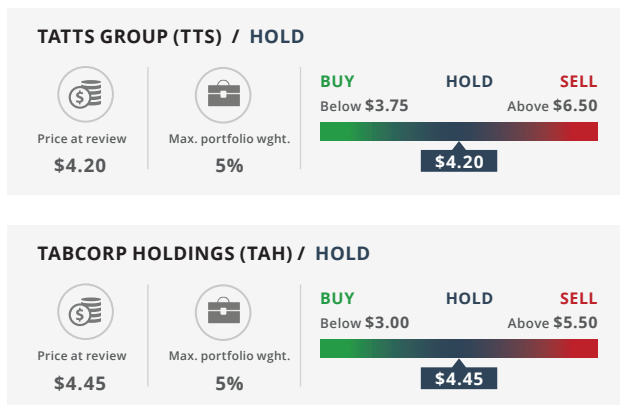 TATTS GROUP (TTS) / HOLD
BUY HOLD SELL
Below $3.75 Above $6.50
Price at review Max. portfolio wght.
$4.20 5% $4.20
TABCORP HOLDINGS (TAH) / HOLD
BUY HOLD SELL
Below $3.00 Above $5.50
Price at review Max. portfolio wght.
$4.45 5% $4.45